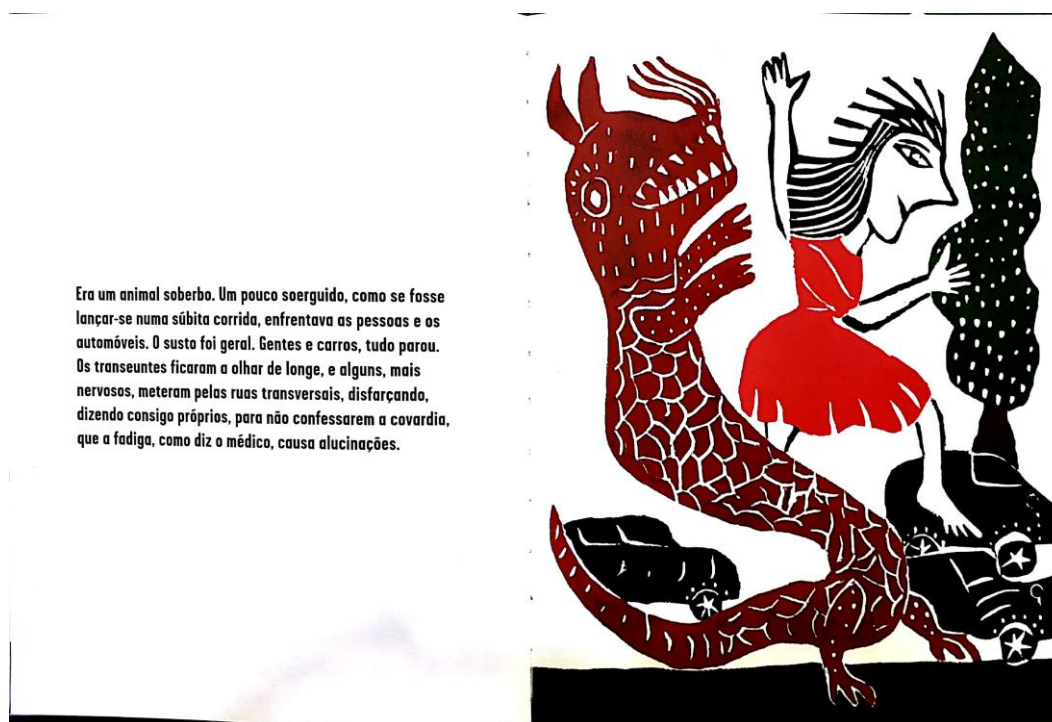 Era um animal soberbo. Um pouco soerguido, como se fosse
lançar-se numa súbita corrida, enfrentava as pessoas e os
automóveis. O susto foi geral. Gentes e carros, tudo parou.
Os transeuntes ficaram a olhar de longe, e alguns, mais
nervosos, meteram pelas ruas transversais, disfarçando,
dizendo consigo próprios, para não confessarem a covardia,
que a fadiga, como diz o médico, causa alucinações.